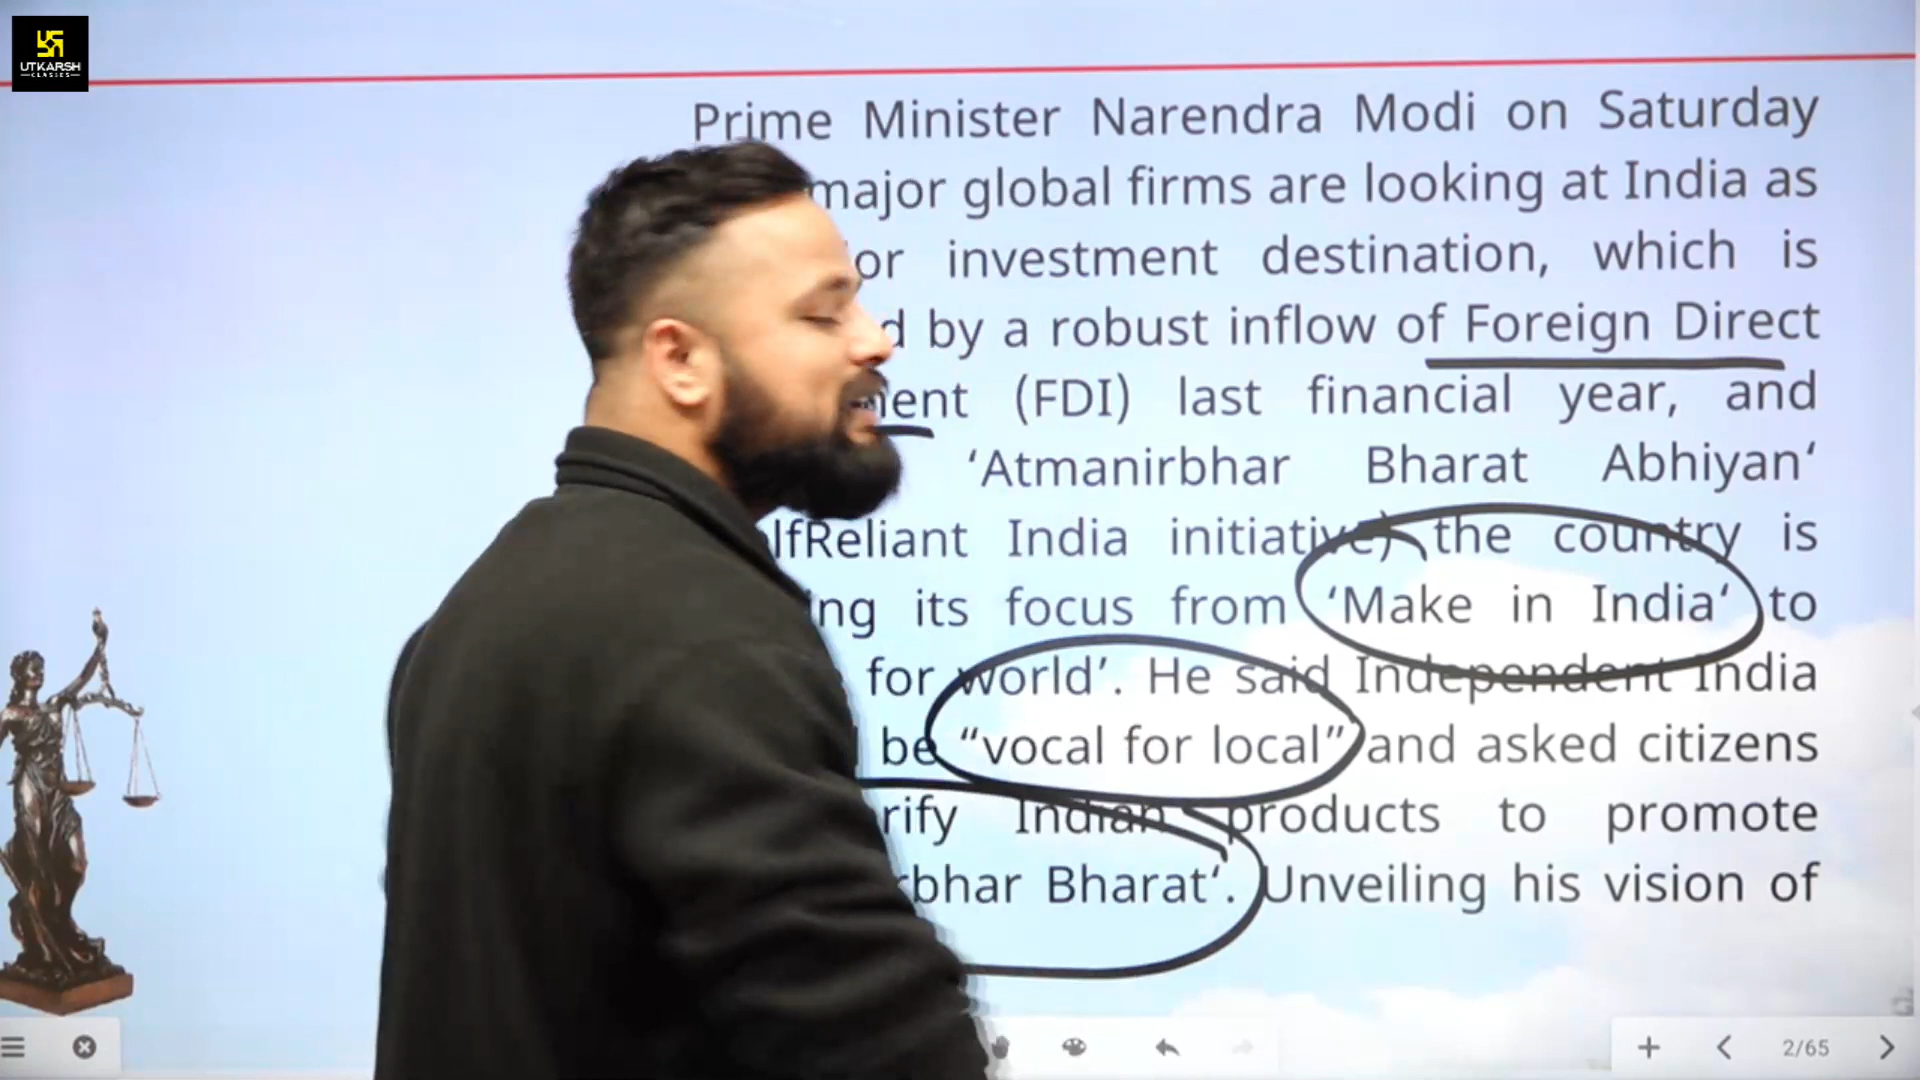 UTKARSH
CLASSES
Prime Minister Narendra Modi on Saturday
major global firms are looking at India as
or investment destination, which is
d by a robust inflow of Foreign Direct
ent (FDI) last financial year, and
‘Atmanirbhar Bharat Abhiyan‘
lfReliant India initiative) the country is
ng its focus from ‘Make in India‘ to
for world’. He said Independent India
be “vocal for local” and asked citizens
rify Indian products to promote
rbhar Bharat‘. Unveiling his vision of
2/65